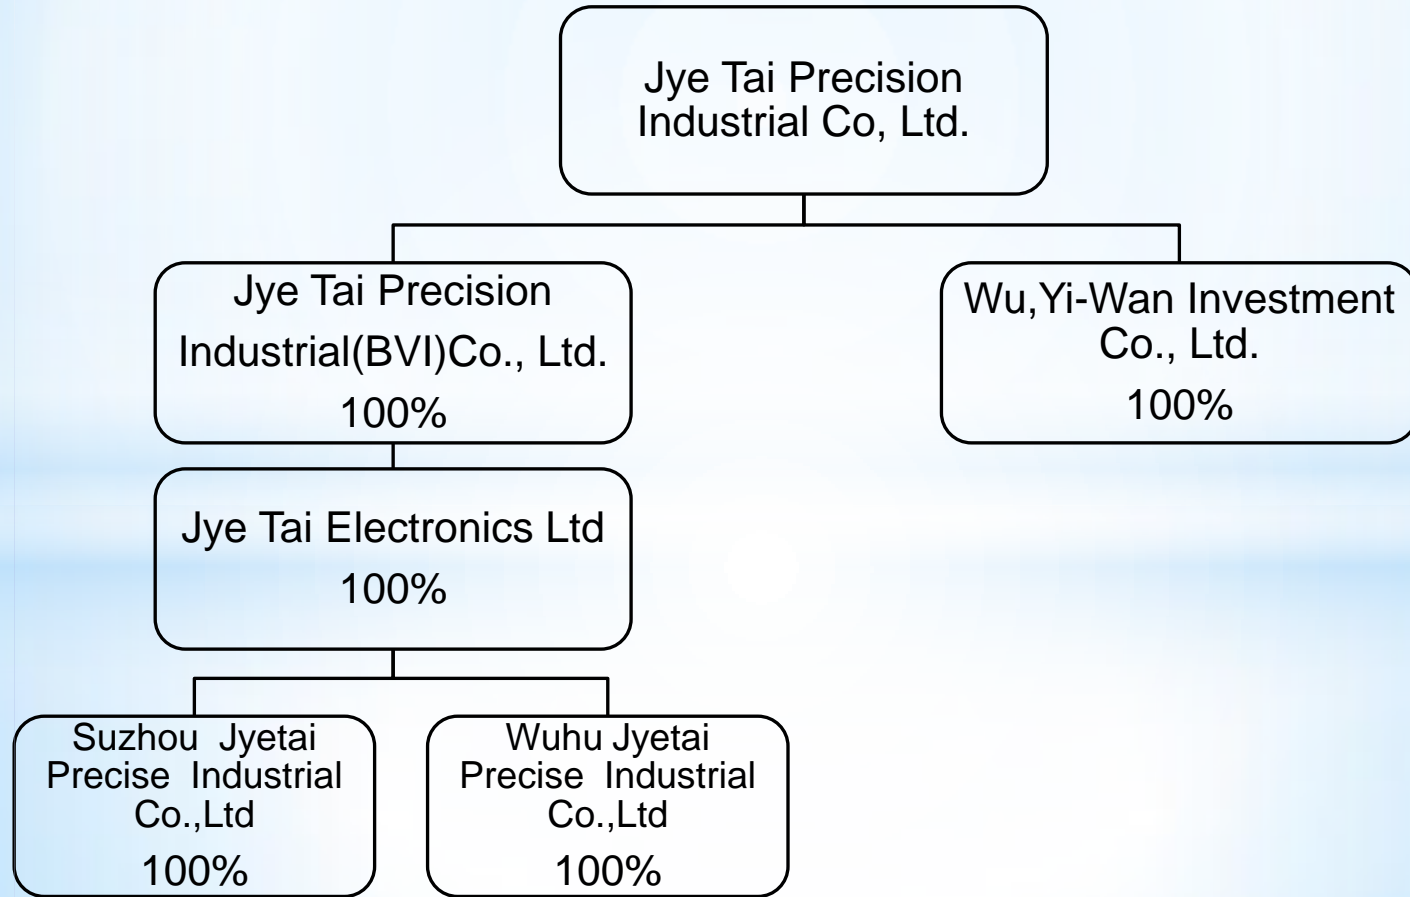 Jye Tai Precision
Industrial Co, Ltd.
Jye Tai Precision
Industrial(BVI)Co., Ltd.
100%
Wu,Yi-Wan Investment
Co., Ltd.
100%
Jye Tai Electronics Ltd
100%
Suzhou  Jyetai
Precise  Industrial
Co.,Ltd
100%
Wuhu Jyetai
Precise  Industrial
Co.,Ltd
100%